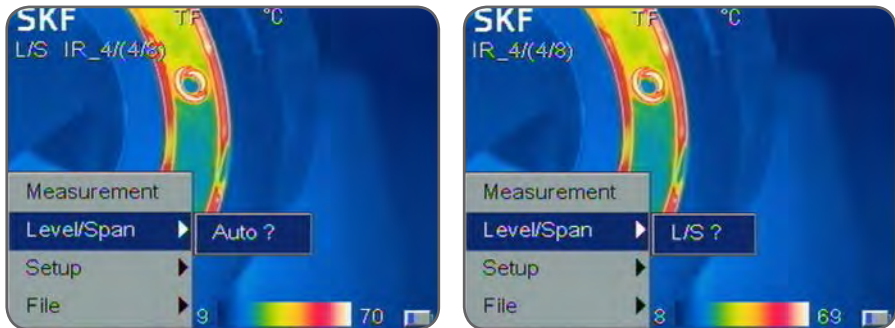 SKF TF °C
L/S IR_4/(4/8)
Measurement
Level/Span Auto ?
Setup
File
9 70
SKF TF °C
IR_4/(4/8)
Measurement
Level/Span L/S ?
Setup
File
8 69